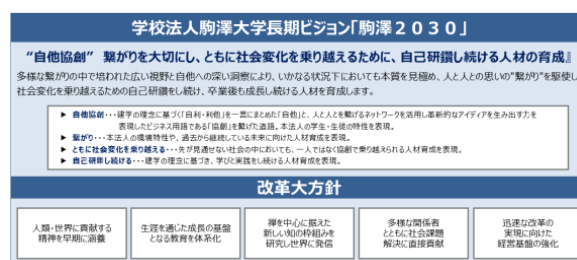 学校法人駒澤大学長期ビジョン「駒澤2030」
“自他協創” 繋がりを大切にし、ともに社会変化を乗り越えるために、自己研鑽し続ける人材の育成』
多様な繋がりの中で培われた広い視野と自他への深い洞察により、いかなる状況下においても本質を見極め、人と人との思いの"繋がり"を駆使し
社会変化を乗り越えるための自己研鑽をし続け、卒業後も成長し続ける人材を育成します。
▶ 自他協創・・・建学の理念に基づく「自利・利他」を一言にまとめた「自他」と、人と人とを繋げるネットワークを活用し革新的なアイディアを生み出す力を
表現したビジネス用語である「協創」を繋げた造語。本法人の学生・生徒の特性を表現。
▶ 繋がり・・・本法人の環境特性や、過去から継続している未来に向けた人材育成を表現。
▶ ともに社会変化を乗り越える・・・先が見通せない社会の中においても、一人ではなく協創で乗り越えられる人材育成を表現。
▶ 自己研鑽し続ける・・・建学の理念に基づき、学びと実践をし続ける人材育成を表現。
改革大方針
人類・世界に貢献する
精神を早期に涵養
生涯を通じた成長の基盤
となる教育を体系化
禅を中心に据えた
新しい知の枠組みを
研究し世界に発信
多様な関係者
とともに社会課題
解決に直接貢献
迅速な改革の
実現に向けた
経営基盤の強化